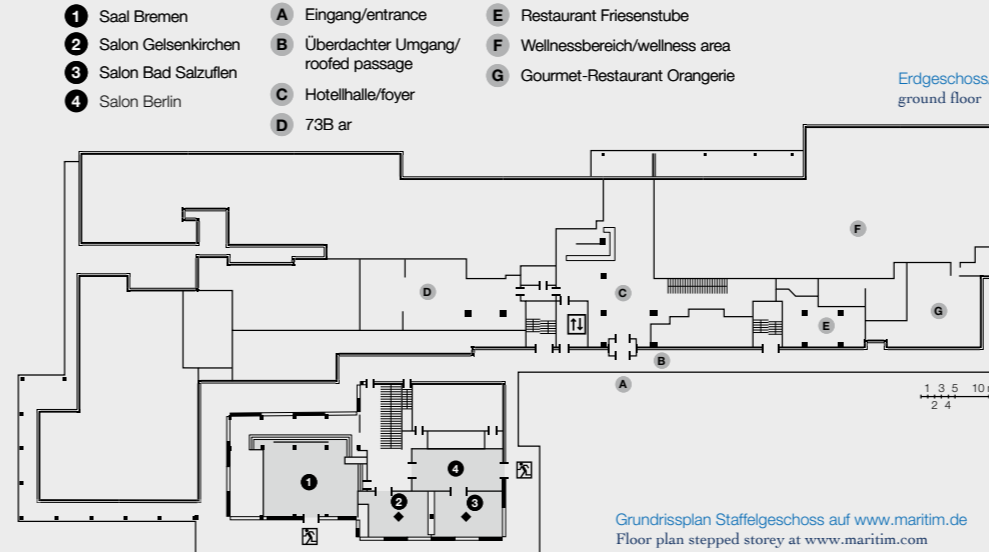 1 Saal Bremen
2 Salon Gelsenkirchen
3 Salon Bad Salzuflen
4 Salon Berlin
A Eingang/entrance
B Überdachter Umgang/
roofed passage
C Hotelhalle/foyer
D 73B ar
E Restaurant Friesenstube
F Wellnessbereich/wellness area
G Gourmet-Restaurant Orangerie
Erdgeschoss/
ground floor
F
D
C
E
G
B
A
1 3 5 10
2 4
1
4
2
3
Grundrissplan Staffelgeschoss auf www.maritim.de
Floor plan stepped storey at www.maritim.com